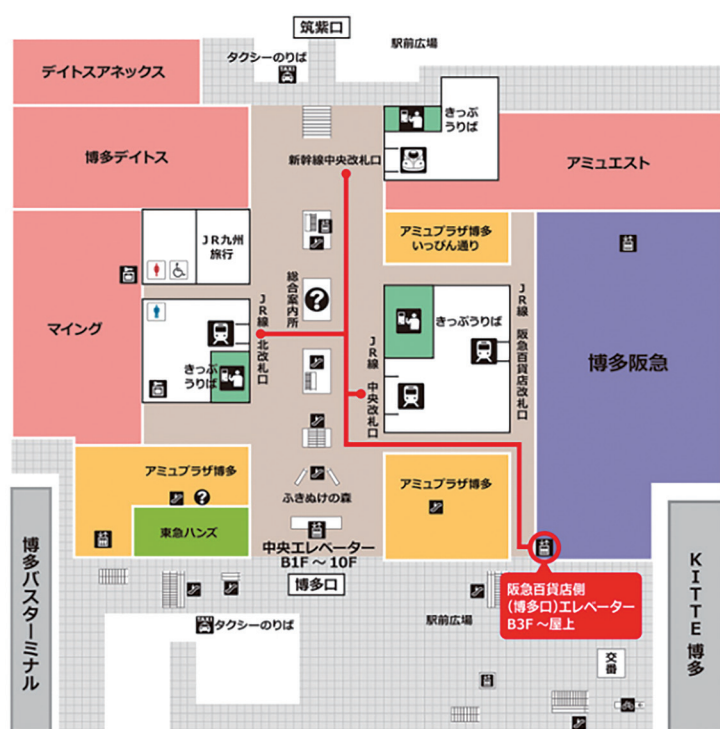 筑紫口
タクシーのりば
TAXI
駅前広場
デイトスアネックス
きっぷ
うりば
博多デイトス
新幹線中央改札口
アミュエスト
JR九州
旅行
アミュプラザ博多
いっぴん通り
総合案内所
?
マイング
JR線 北改札口
きっぷ
うりば
きっぷうりば
JR線 中央改札口
JR線 阪急百貨店改札口
博多阪急
アミュプラザ博多
?
ふきぬけの森
アミュプラザ博多
東急ハンズ
中央エレベーター
B1F ~ 10F
博多口
博多バスターミナル
阪急百貨店側
(博多口)エレベーター
B3F ~屋上
KITTE 博多
TAXI
タクシーのりば
駅前広場
交番